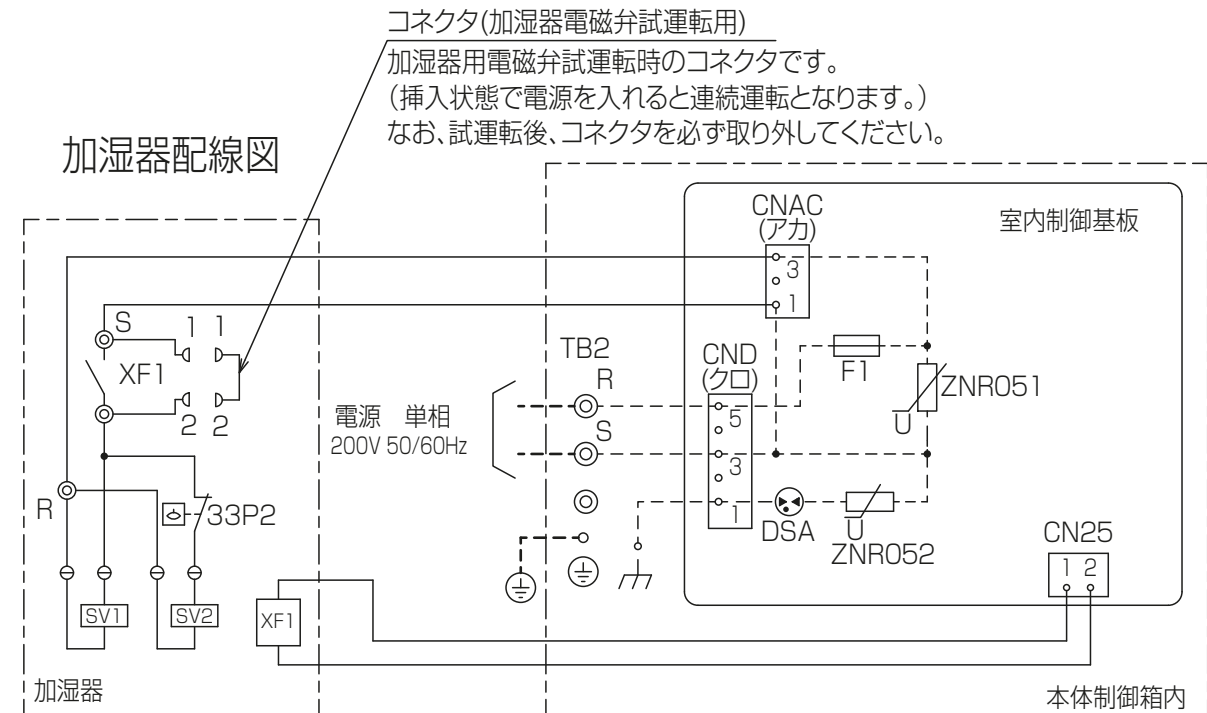 コネクタ(加湿器電磁弁試運転用)
加湿器用電磁弁試運転時のコネクタです。
（挿入状態で電源を入れると連続運転となります。）
なお、試運転後、コネクタを必ず取り外してください。
加湿器配線図
CNAC
(アカ)
3
1
室内制御基板
S
1 1
XF1
2 2
TB2
R
S
CND
(クロ)
5
3
1
F1
ZNR051
U
電源 単相
200V 50/60Hz
R
33P2
DSA
U
ZNR052
CN25
1 2
SV1
SV2
XF1
加湿器
本体制御箱内